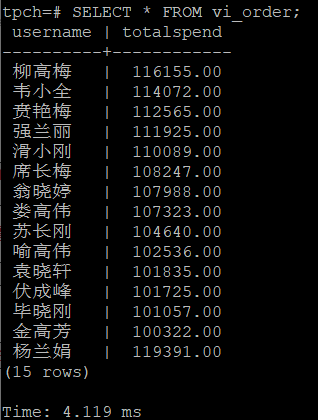 tpch=# SELECT * FROM vi_order;
username | totalspend
----------+------------
柳高梅 | 116155.00
韦小全 | 114072.00
贲艳梅 | 112565.00
强兰丽 | 111925.00
滑小刚 | 110089.00
席长梅 | 108247.00
翁晓婷 | 107988.00
娄高伟 | 107323.00
苏长刚 | 104640.00
喻高伟 | 102536.00
袁晓轩 | 101835.00
伏成峰 | 101725.00
毕晓刚 | 101057.00
金高芳 | 100322.00
杨兰娟 | 119391.00
(15 rows)
Time: 4.119 ms